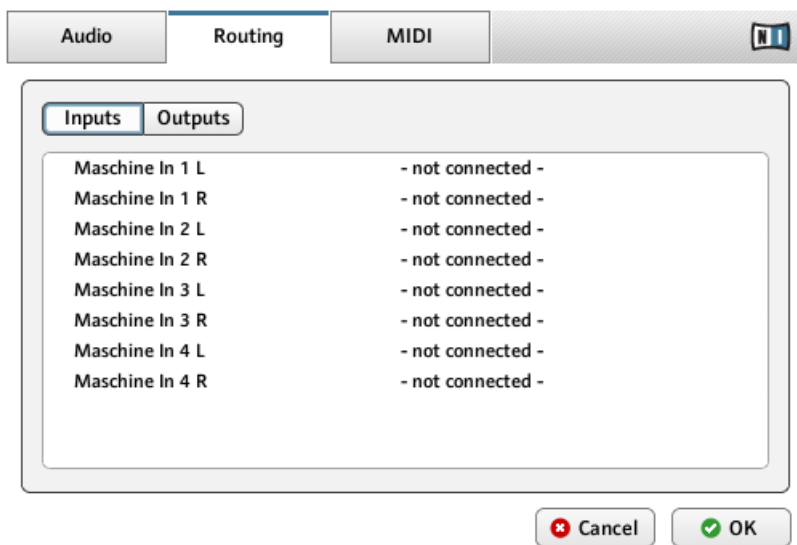 Audio Routing MIDI NI
Inputs Outputs
Maschine In 1 L - not connected -
Maschine In 1 R - not connected -
Maschine In 2 L - not connected -
Maschine In 2 R - not connected -
Maschine In 3 L - not connected -
Maschine In 3 R - not connected -
Maschine In 4 L - not connected -
Maschine In 4 R - not connected -
Cancel OK